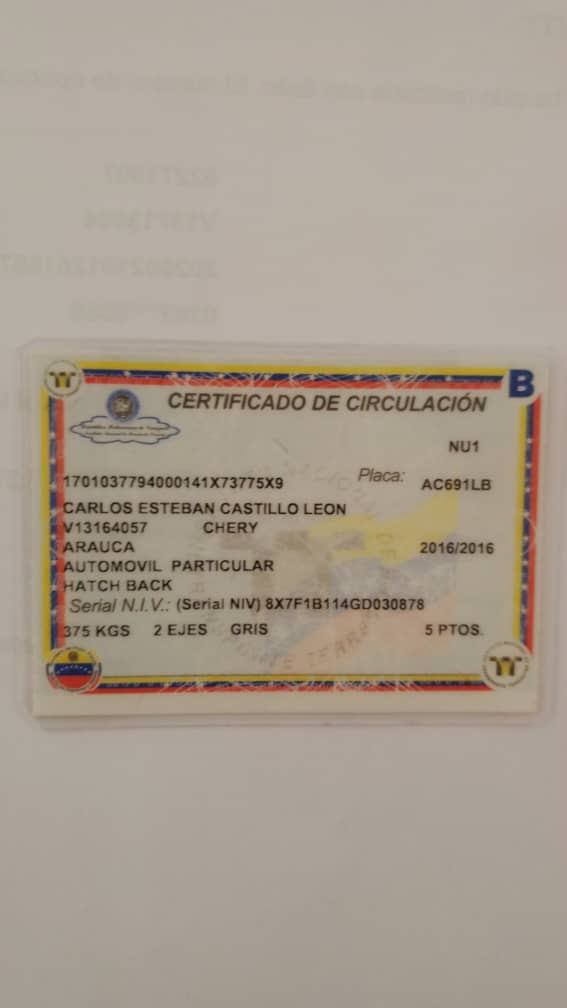 B
CERTIFICADO DE CIRCULACIÓN
NU1
1701037794000141X73775X9 Placa: AC691LB
CARLOS ESTEBAN CASTILLO LEON
V13164057 CHERY
ARAUCA 2016/2016
AUTOMOVIL PARTICULAR
HATCH BACK
Serial N.I.V.: (Serial NIV) 8X7F1B114GD030878
375 KGS 2 EJES GRIS 5 PTOS.